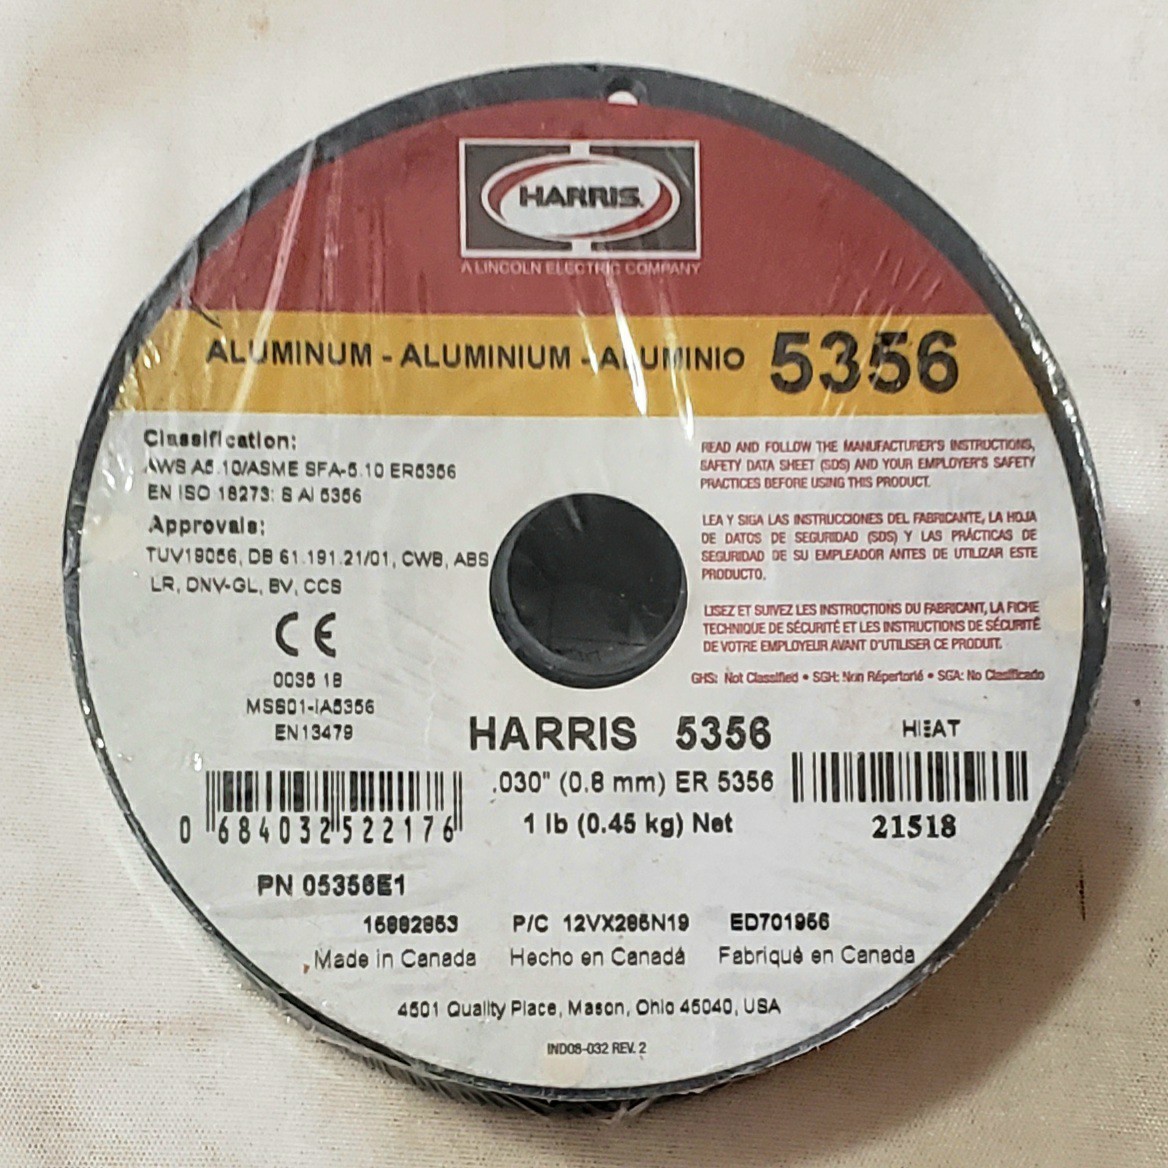 HARRIS.
A LINCOLN ELECTRIC COMPANY
ALUMINUM - ALUMINIUM - ALUMINIO 5356
Classification:
AWS A5.10/ASME SFA-5.10 ER5356
EN ISO 18273: S Al 5356
Approvals:
TUV19056, DB 61.191.21/01, CWB, ABS
LR, DNV-GL, BV, CCS
CE
0035 18
MSS01-IA5356
EN13479
READ AND FOLLOW THE MANUFACTURER'S INSTRUCTIONS,
SAFETY DATA SHEET (SDS) AND YOUR EMPLOYER'S SAFETY
PRACTICES BEFORE USING THIS PRODUCT.
LEA Y SIGA LAS INSTRUCCIONES DEL FABRICANTE, LA HOJA
DE DATOS DE SEGURIDAD (SDS) Y LAS PRÁCTICAS DE
SEGURIDAD DE SU EMPLEADOR ANTES DE UTILIZAR ESTE
PRODUCTO.
LISEZ ET SUIVEZ LES INSTRUCTIONS DU FABRICANT, LA FICHE
TECHNIQUE DE SÉCURITÉ ET LES INSTRUCTIONS DE SÉCURITÉ
DE VOTRE EMPLOYEUR AVANT D'UTILISER CE PRODUIT.
GHS: Not Classified • SGH: Non Répertorié • SGA: No Clasificado
HARRIS 5356
.030" (0.8 mm) ER 5356
1 lb (0.45 kg) Net
HEAT
21518
0 684032 522176
PN 05356E1
P/C 12VX285N19 ED701956
Made in Canada Hecho en Canadá Fabriqué en Canada
4501 Quality Place, Mason, Ohio 45040, USA
IND08-032 REV. 2